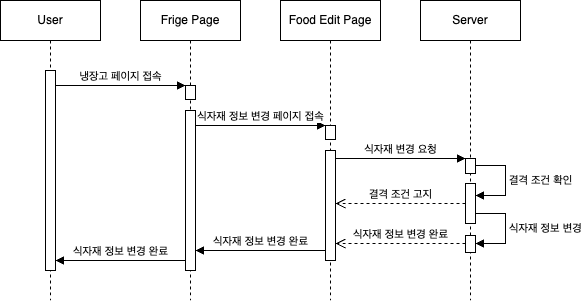 User
Frige Page
Food Edit Page
Server
냉장고 페이지 접속
식자재 정보 변경 페이지 접속
식자재 변경 요청
결격 조건 확인
결격 조건 고지
식자재 정보 변경
식자재 정보 변경 완료
식자재 정보 변경 완료
식자재 정보 변경 완료